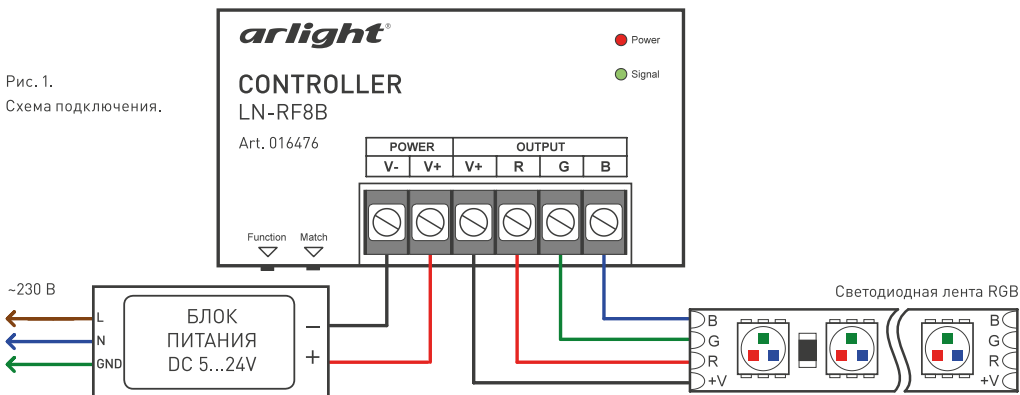 arlight®
Power
Signal
Рис. 1.
Схема подключения.
CONTROLLER
LN-RF8B
Art. 016476
POWER OUTPUT
V- V+ V+ R G B
Function Match
~230 В
L
N
GND
БЛОК
ПИТАНИЯ
DC 5...24V
–
+
Светодиодная лента RGB
B B
G G
R R
+V +V